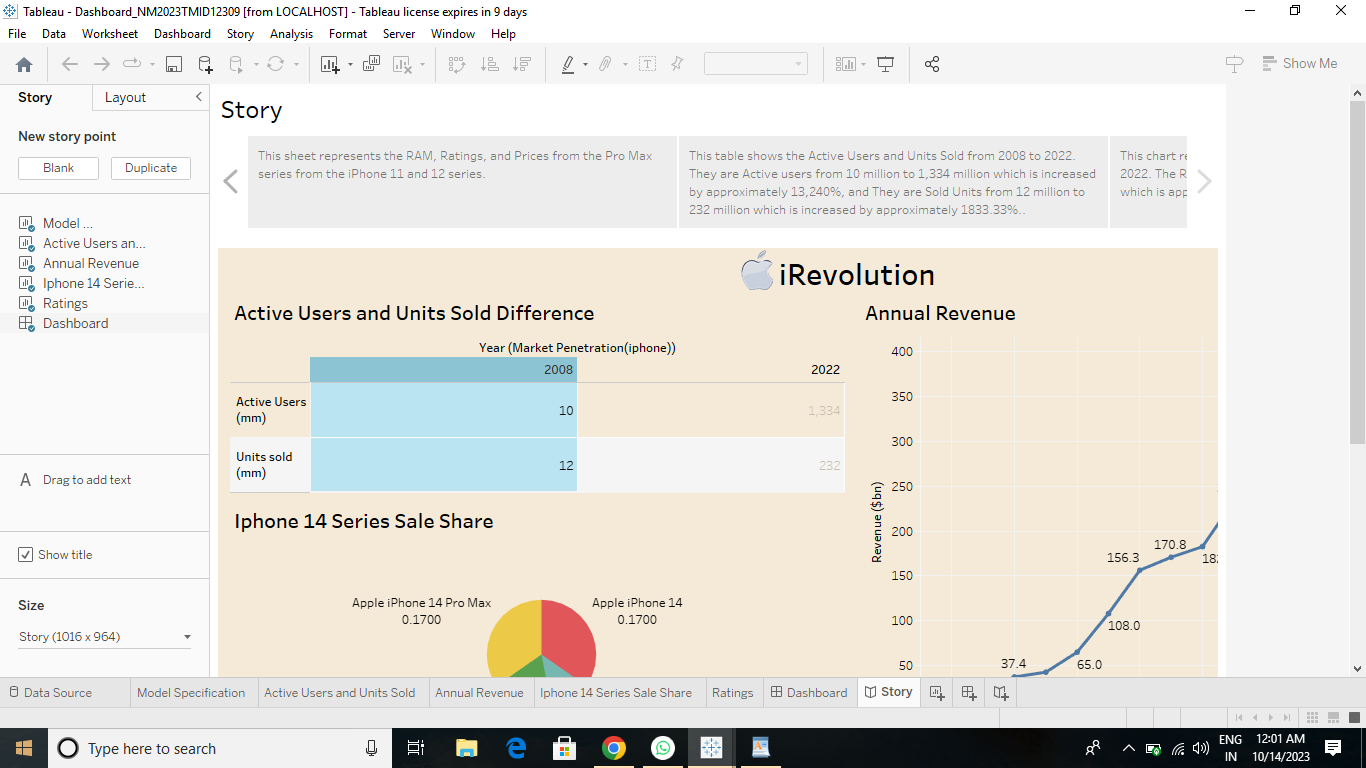 Tableau - Dashboard_NM2023TMID12309 [from LOCALHOST] - Tableau license expires in 9 days
File Data Worksheet Dashboard Story Analysis Format Server Window Help
Show Me
Story Layout
New story point
Blank Duplicate
Model ...
Active Users an...
Annual Revenue
Iphone 14 Serie...
Ratings
Dashboard
A Drag to add text
Show title
Size
Story (1016 x 964)
Story
This sheet represents the RAM, Ratings, and Prices from the Pro Max
series from the iPhone 11 and 12 series.
This table shows the Active Users and Units Sold from 2008 to 2022.
They are Active users from 10 million to 1,334 million which is increased
by approximately 13,240%, and They are Sold Units from 12 million to
232 million which is increased by approximately 1833.33%..
This chart re
2022. The R
which is app
iRevolution
Active Users and Units Sold Difference
Year (Market Penetration(iphone))
2008 2022
Active Users
(mm)
10 1,334
Units sold
(mm)
12 232
Iphone 14 Series Sale Share
Apple iPhone 14 Pro Max
0.1700
Apple iPhone 14
0.1700
Annual Revenue
Revenue ($bn)
400
350
300
250
200
150
100
50
37.4
65.0
108.0
156.3
170.8
182
Data Source Model Specification Active Users and Units Sold Annual Revenue Iphone 14 Series Sale Share Ratings Dashboard Story
Type here to search
ENG
IN
12:01 AM
10/14/2023